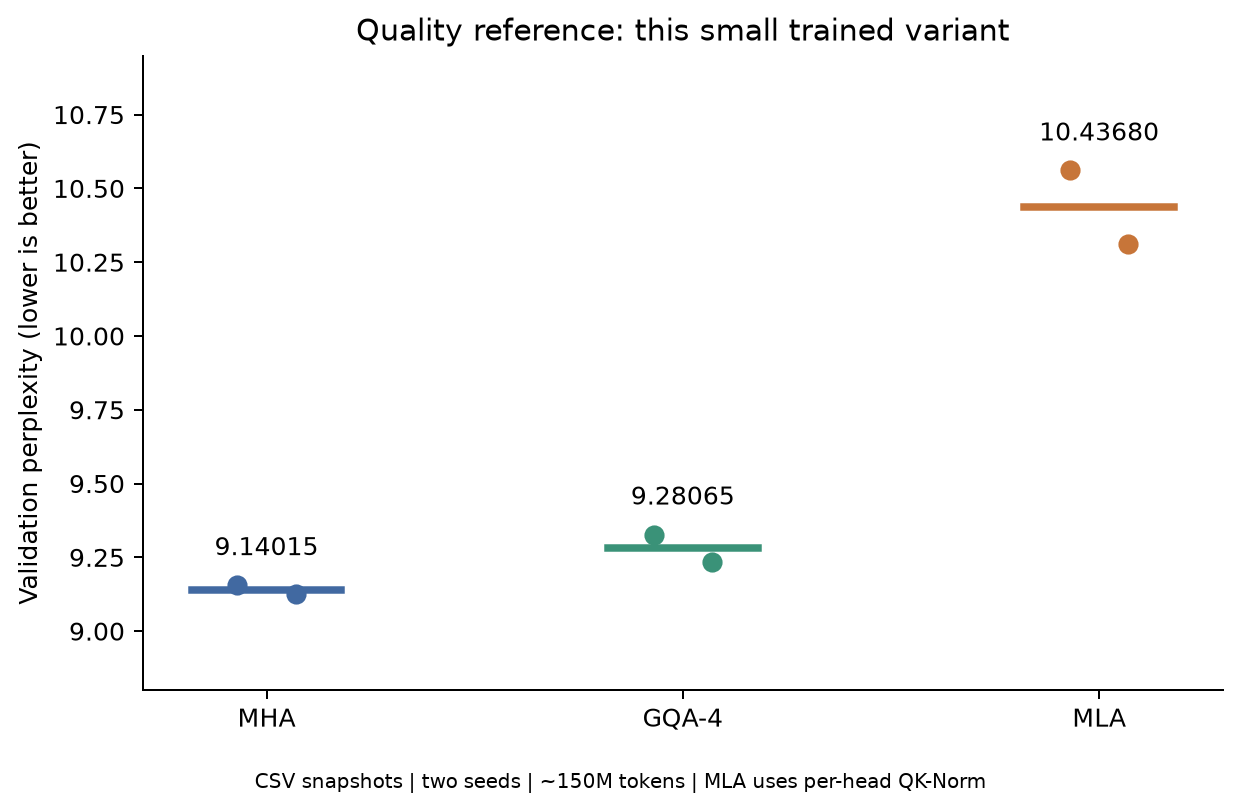 Quality reference: this small trained variant
Validation perplexity (lower is better)
10.75
10.50
10.25
10.00
9.75
9.50
9.25
9.00
9.14015
9.28065
10.43680
MHA
GQA-4
MLA
CSV snapshots | two seeds | ~150M tokens | MLA uses per-head QK-Norm